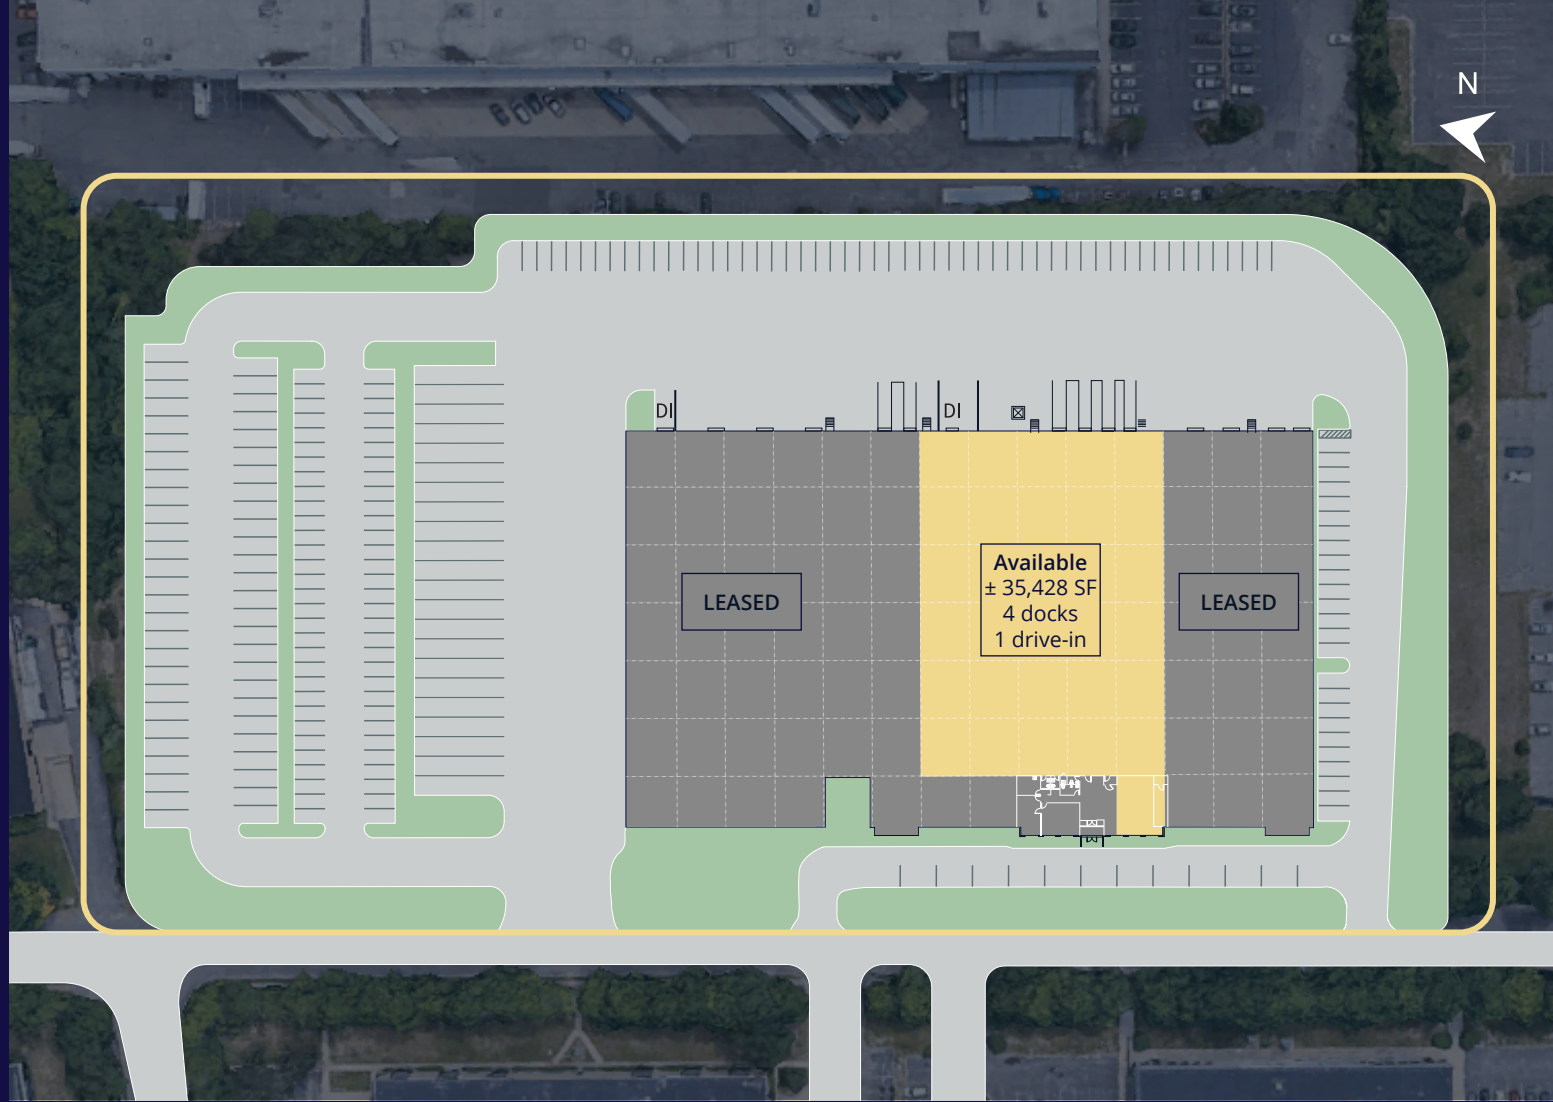 N
DI
DI
LEASED
Available
± 35,428 SF
4 docks
1 drive-in
LEASED